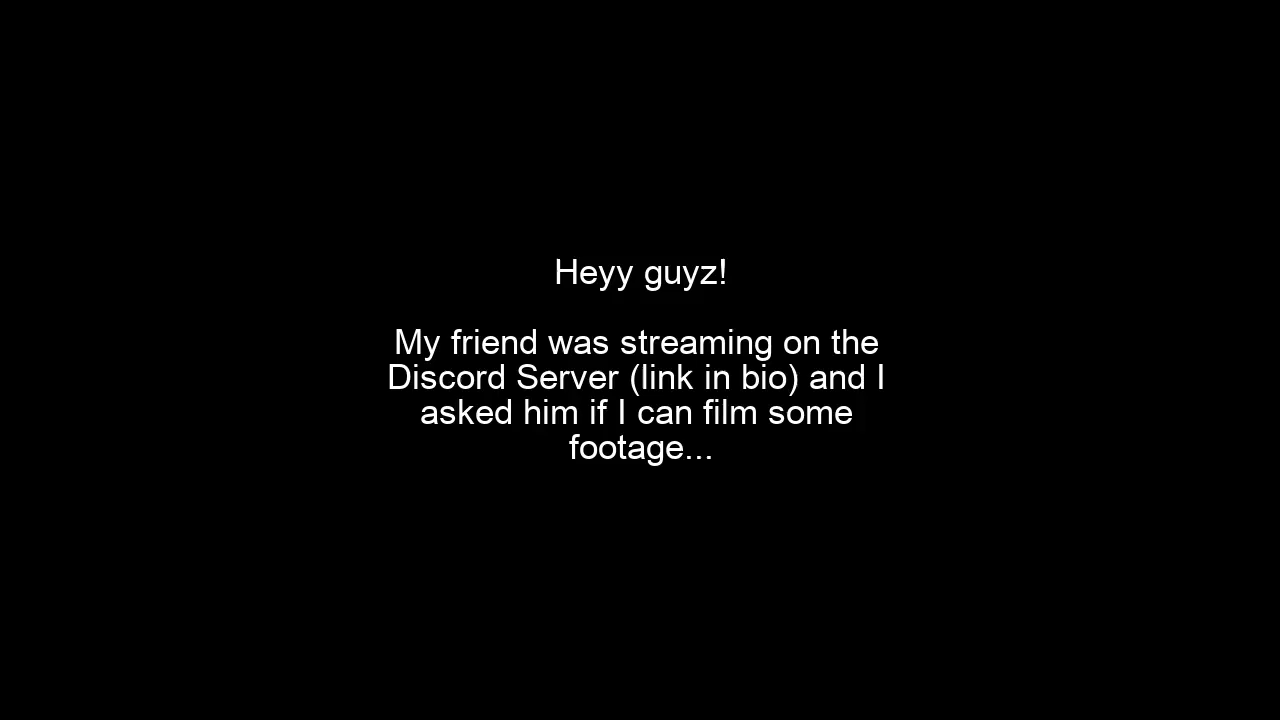 Heyy guyz!
My friend was streaming on the
Discord Server (link in bio) and I
asked him if I can film some
footage...